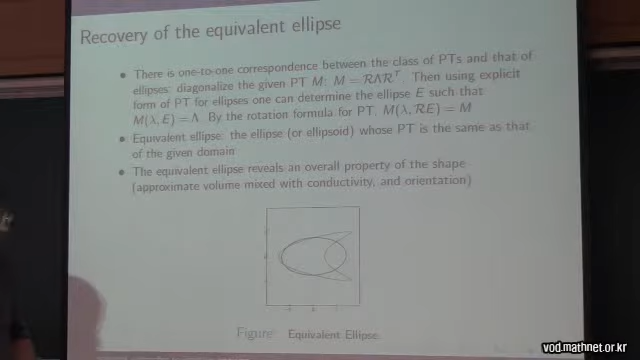 Recovery of the equivalent ellipse
• There is one-to-one correspondence between the class of PTs and that of
ellipses: diagonalize the given PT M: M = RΛRᵀ. Then using explicit
form of PT for ellipses one can determine the ellipse E such that
M(λ, E) = Λ. By the rotation formula for PT, M(λ, RE) = M
• Equivalent ellipse: the ellipse (or ellipsoid) whose PT is the same as that
of the given domain
• The equivalent ellipse reveals an overall property of the shape
(approximate volume mixed with conductivity, and orientation)
Figure: Equivalent Ellipse
vod.mathnet.or.kr